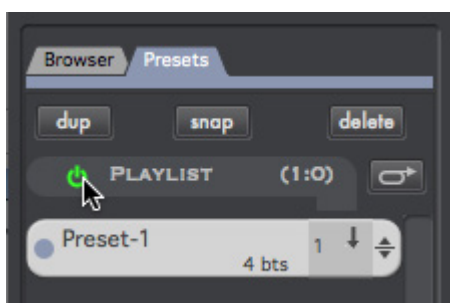 Browser Presets
dup snap delete
PLAYLIST (1:0)
Preset-1 1
4 bts